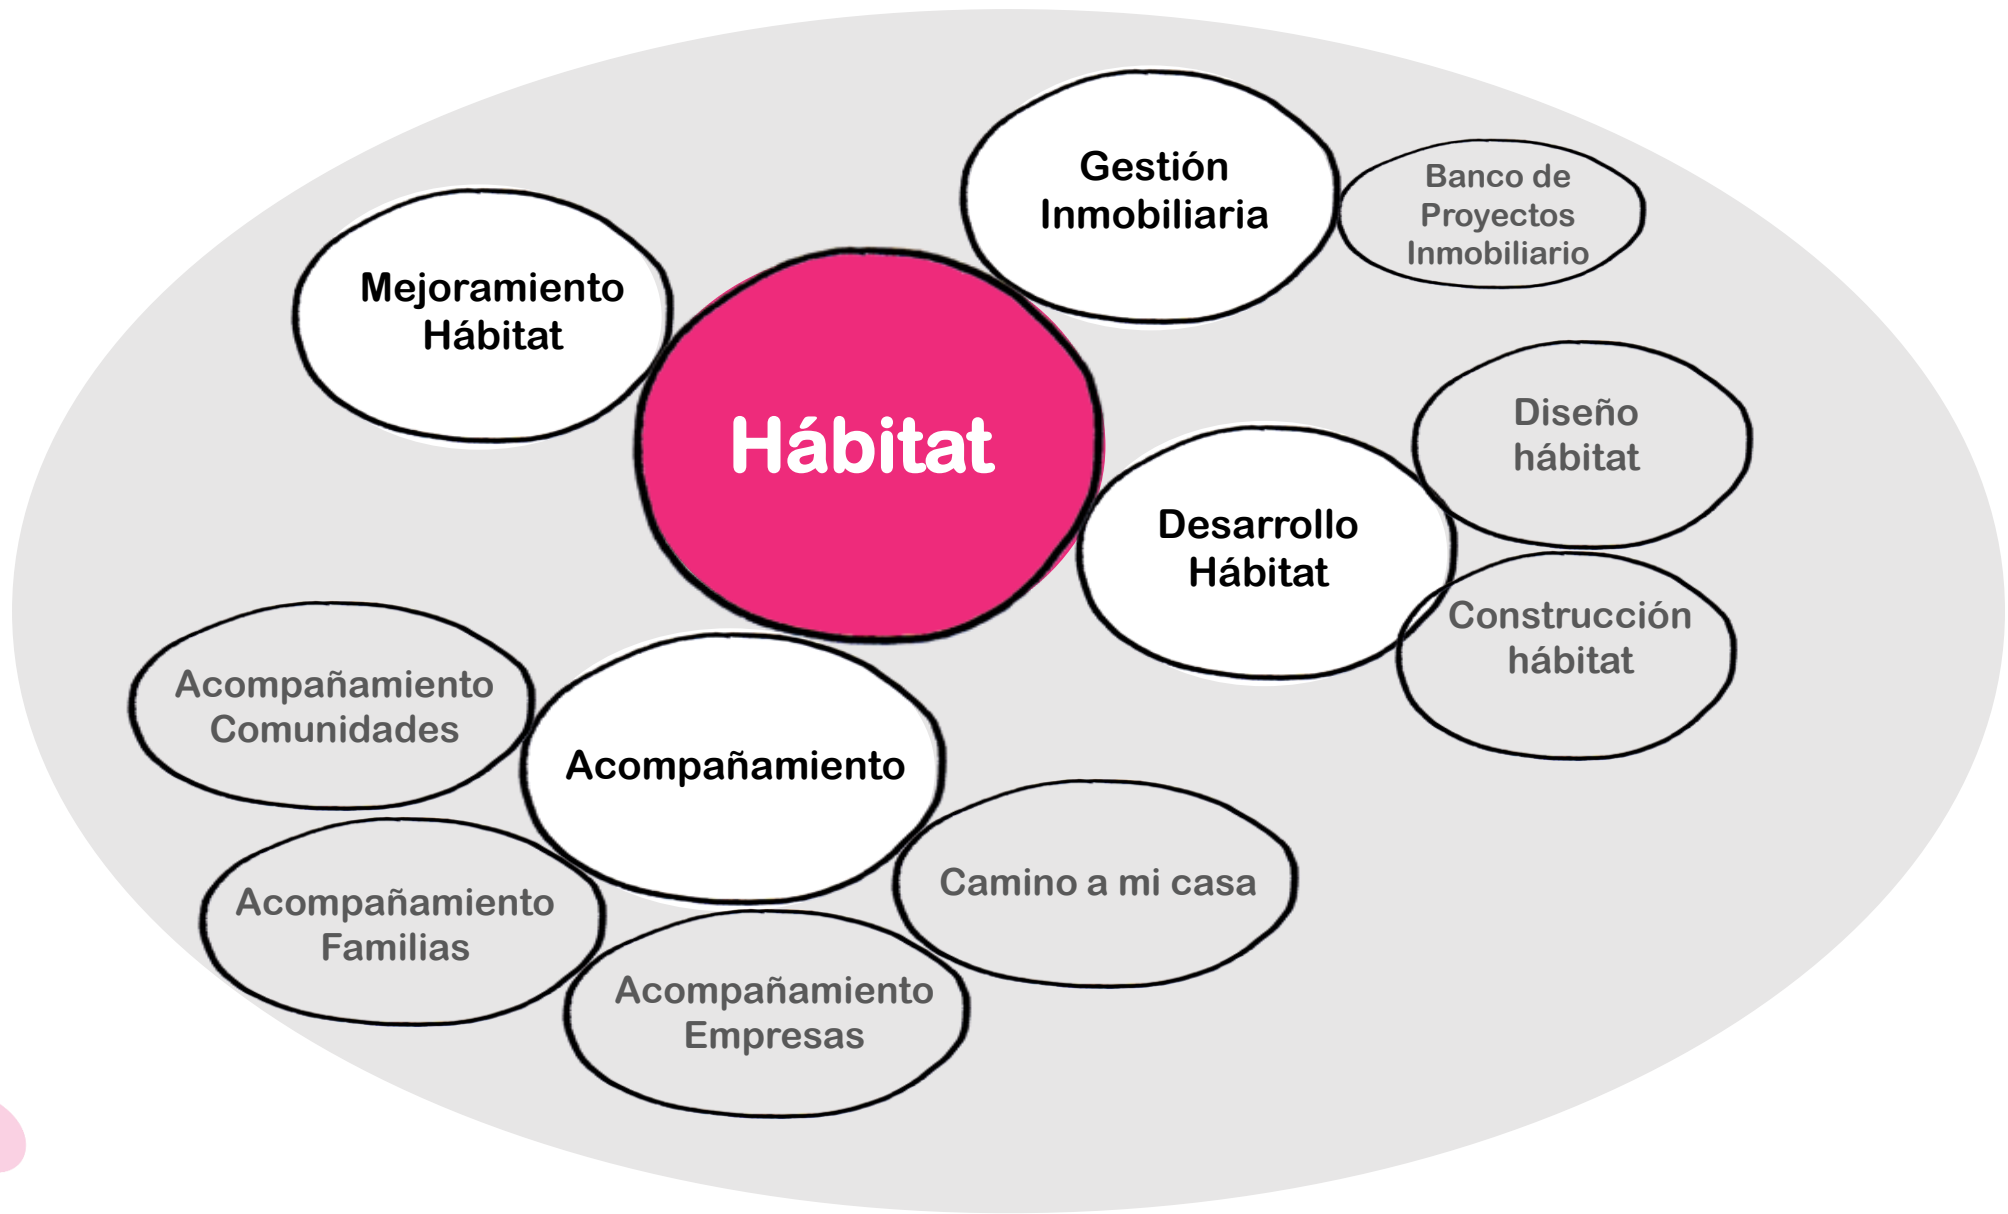 Gestión
Inmobiliaria
Banco de
Proyectos
Inmobiliario
Mejoramiento
Hábitat
Hábitat
Diseño
hábitat
Desarrollo
Hábitat
Construcción
hábitat
Acompañamiento
Comunidades
Acompañamiento
Camino a mi casa
Acompañamiento
Familias
Acompañamiento
Empresas